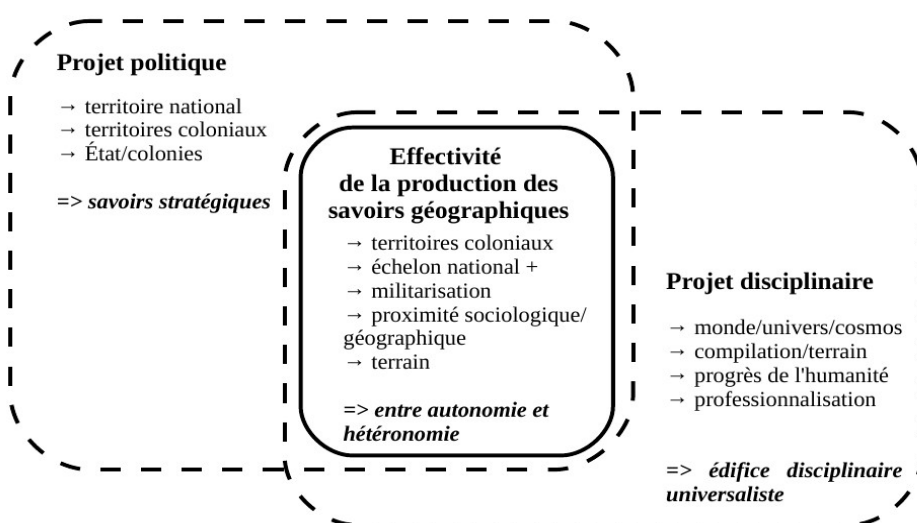 Projet politique
→ territoire national
→ territoires coloniaux
→ État/colonies
=> savoirs stratégiques
Effectivité
de la production des
savoirs géographiques
→ territoires coloniaux
→ échelon national +
→ militarisation
→ proximité sociologique/
géographique
→ terrain
=> entre autonomie et
hétéronomie
Projet disciplinaire
→ monde/univers/cosmos
→ compilation/terrain
→ progrès de l'humanité
→ professionnalisation
=> édifice disciplinaire
universaliste